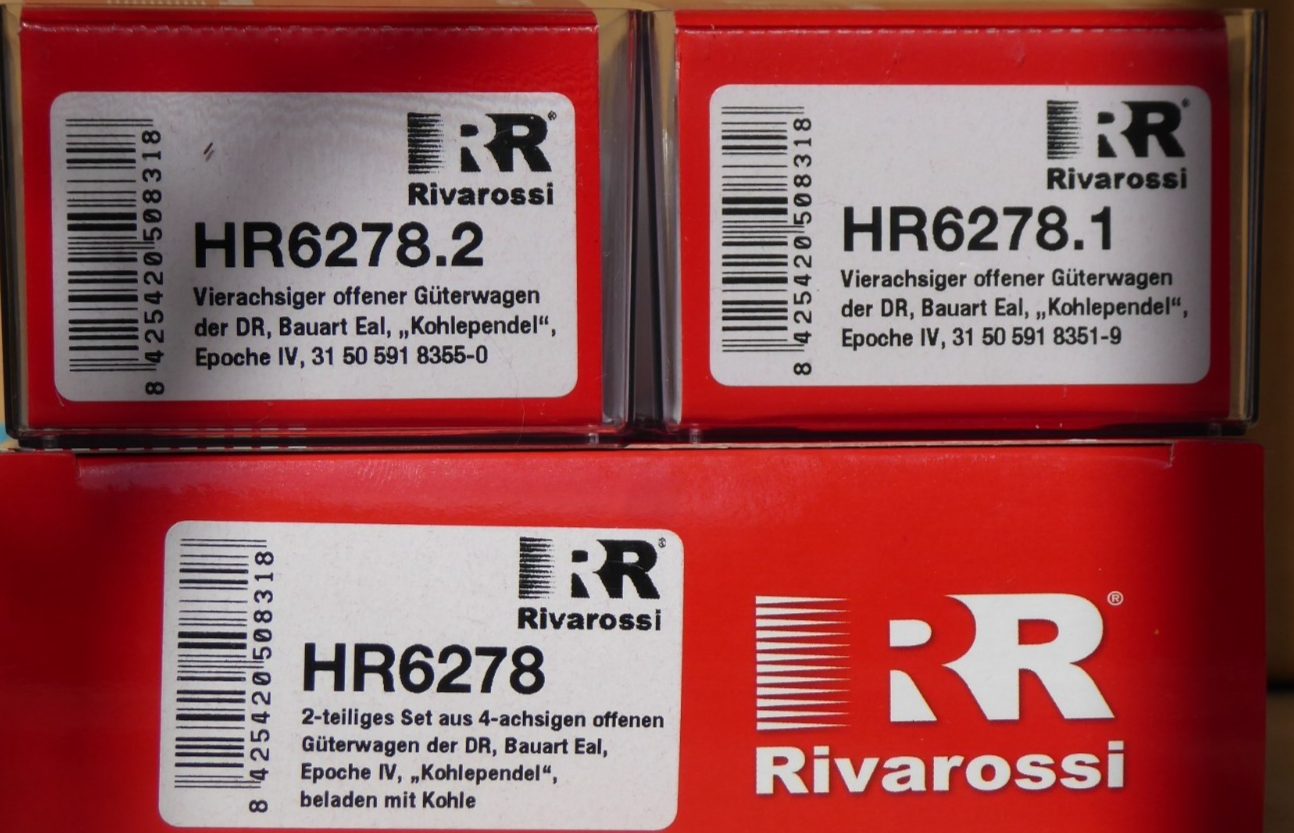 RR®
Rivarossi
HR6278.2
Vierachsiger offener Güterwagen
der DR, Bauart Eal, „Kohlependel“,
Epoche IV, 31 50 591 8355-0
8 425420 508318
RR®
Rivarossi
HR6278.1
Vierachsiger offener Güterwagen
der DR, Bauart Eal, „Kohlependel“,
Epoche IV, 31 50 591 8351-9
8 425420 508318
RR®
Rivarossi
HR6278
2-teiliges Set aus 4-achsigen offenen
Güterwagen der DR, Bauart Eal,
Epoche IV, „Kohlependel“,
beladen mit Kohle
8 425420 508318
RR®
Rivarossi